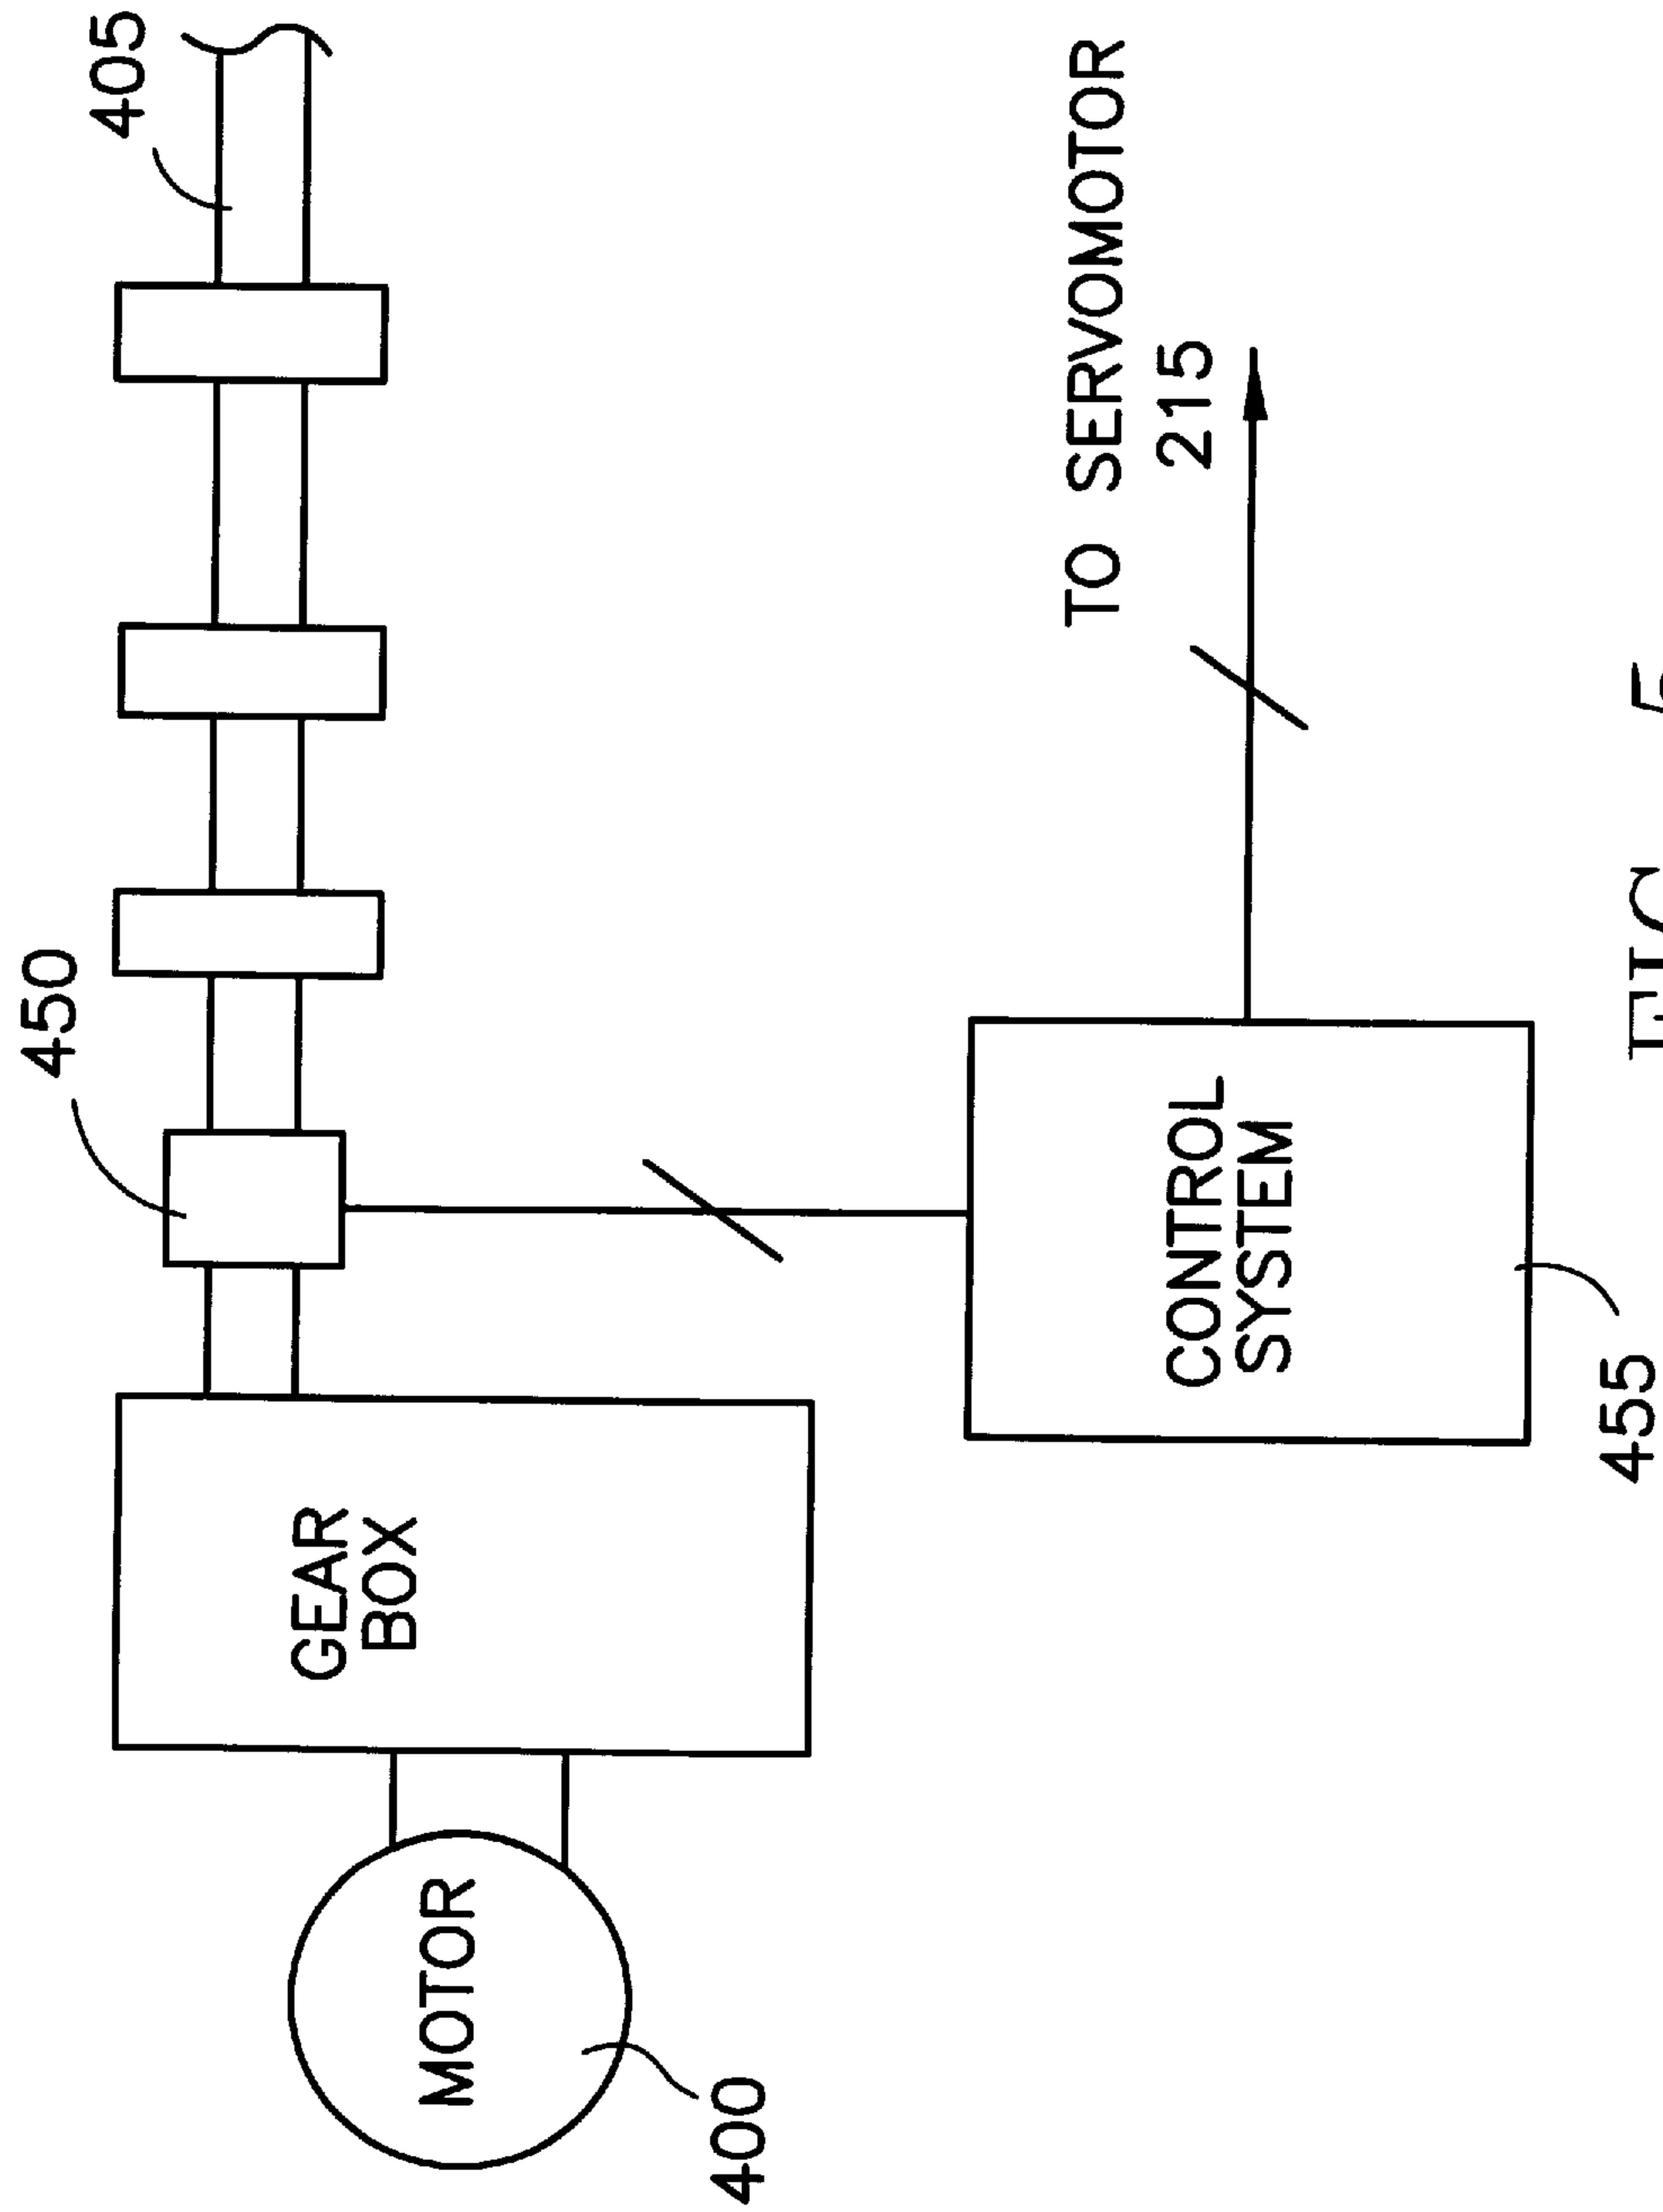 405
450
GEAR
BOX
MOTOR
400
TO SERVOMOTOR
215
CONTROL
SYSTEM
455